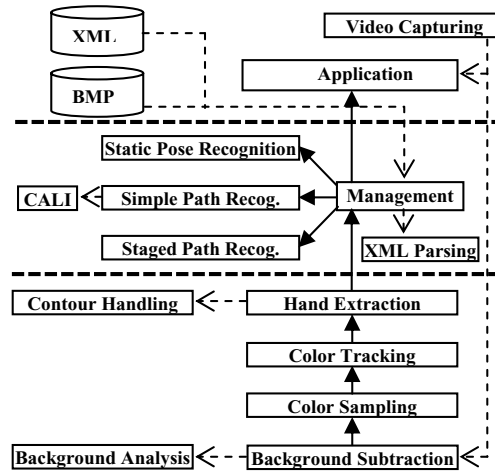 XML
Video Capturing
Application
BMP
Static Pose Recognition
CALI
Simple Path Recog.
Management
Staged Path Recog.
XML Parsing
Contour Handling
Hand Extraction
Color Tracking
Color Sampling
Background Analysis
Background Subtraction